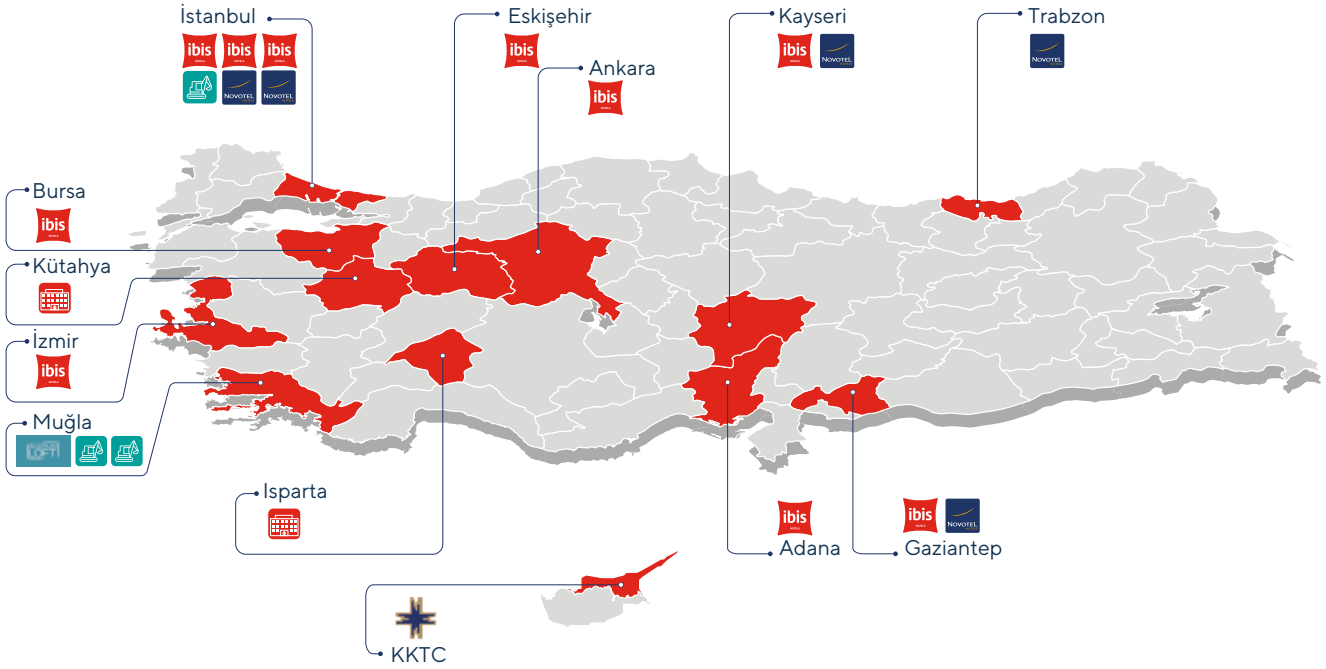 İstanbul
ibis ibis ibis
NOVOTEL NOVOTEL
Eskişehir
ibis
Ankara
ibis
Kayseri
ibis NOVOTEL
Trabzon
NOVOTEL
Bursa
ibis
Kütahya
İzmir
ibis
Muğla
Isparta
ibis
Adana
ibis NOVOTEL
Gaziantep
KKTC